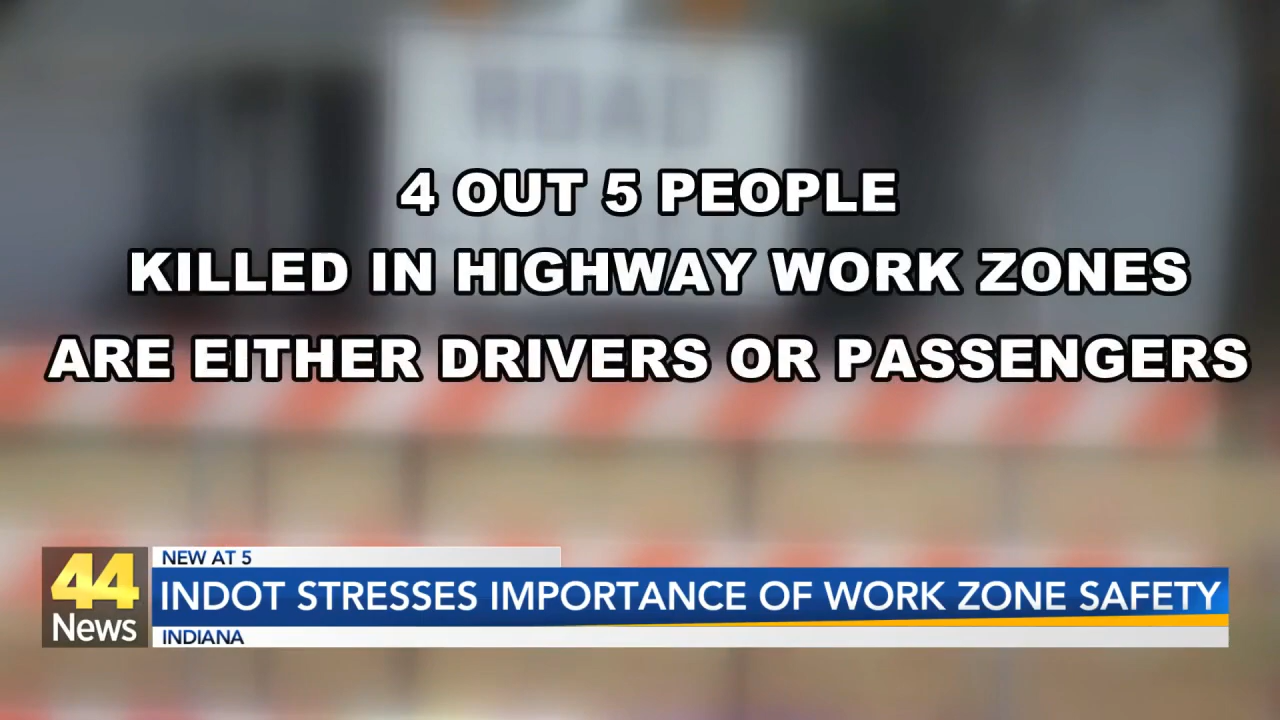 ROAD
4 OUT 5 PEOPLE
KILLED IN HIGHWAY WORK ZONES
ARE EITHER DRIVERS OR PASSENGERS
44
News
NEW AT 5
INDOT STRESSES IMPORTANCE OF WORK ZONE SAFETY
INDIANA